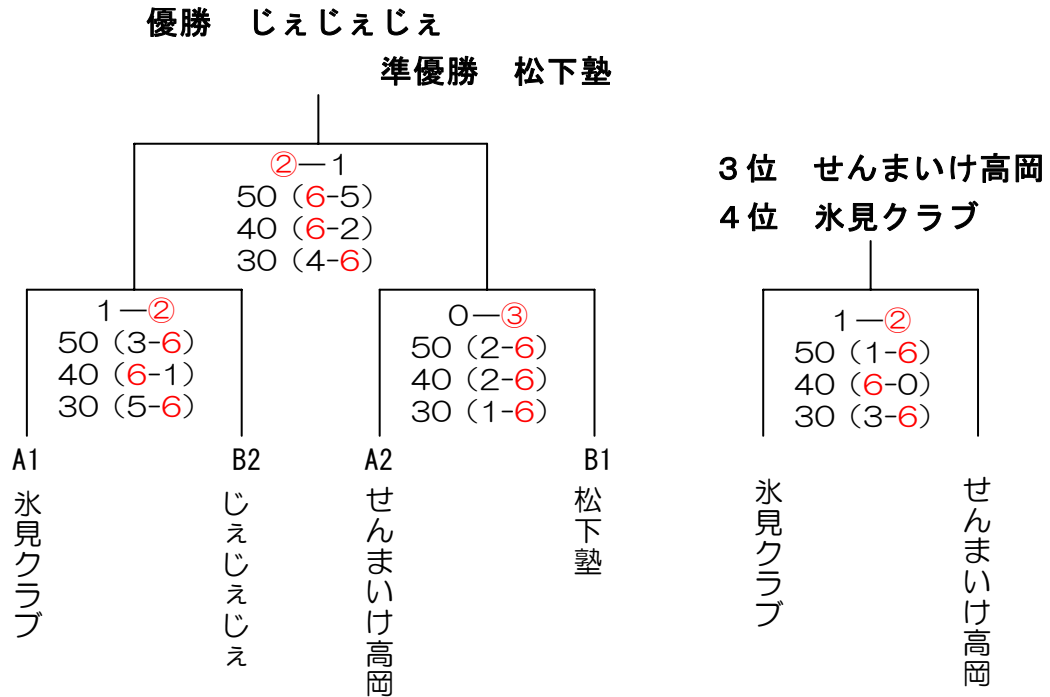 優勝　じぇじぇじぇ
準優勝　松下塾
②―1
50（6-5）
40（6-2）
30（4-6）
1―②
50（3-6）
40（6-1）
30（5-6）
0―③
50（2-6）
40（2-6）
30（1-6）
A1
B2
A2
B1
氷見クラブ
じぇじぇじぇ
せんまいけ高岡
松下塾
３位　せんまいけ高岡
４位　氷見クラブ
1―②
50（1-6）
40（6-0）
30（3-6）
氷見クラブ
せんまいけ高岡